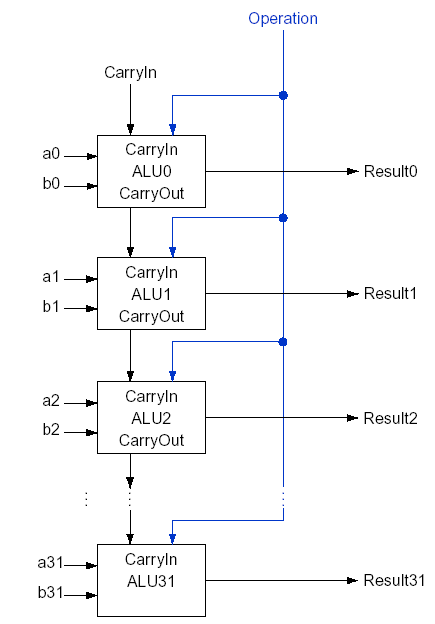 Operation
CarryIn
a0
b0
CarryIn
ALU0
CarryOut
Result0
a1
b1
CarryIn
ALU1
CarryOut
Result1
a2
b2
CarryIn
ALU2
CarryOut
Result2
a31
b31
CarryIn
ALU31
Result31